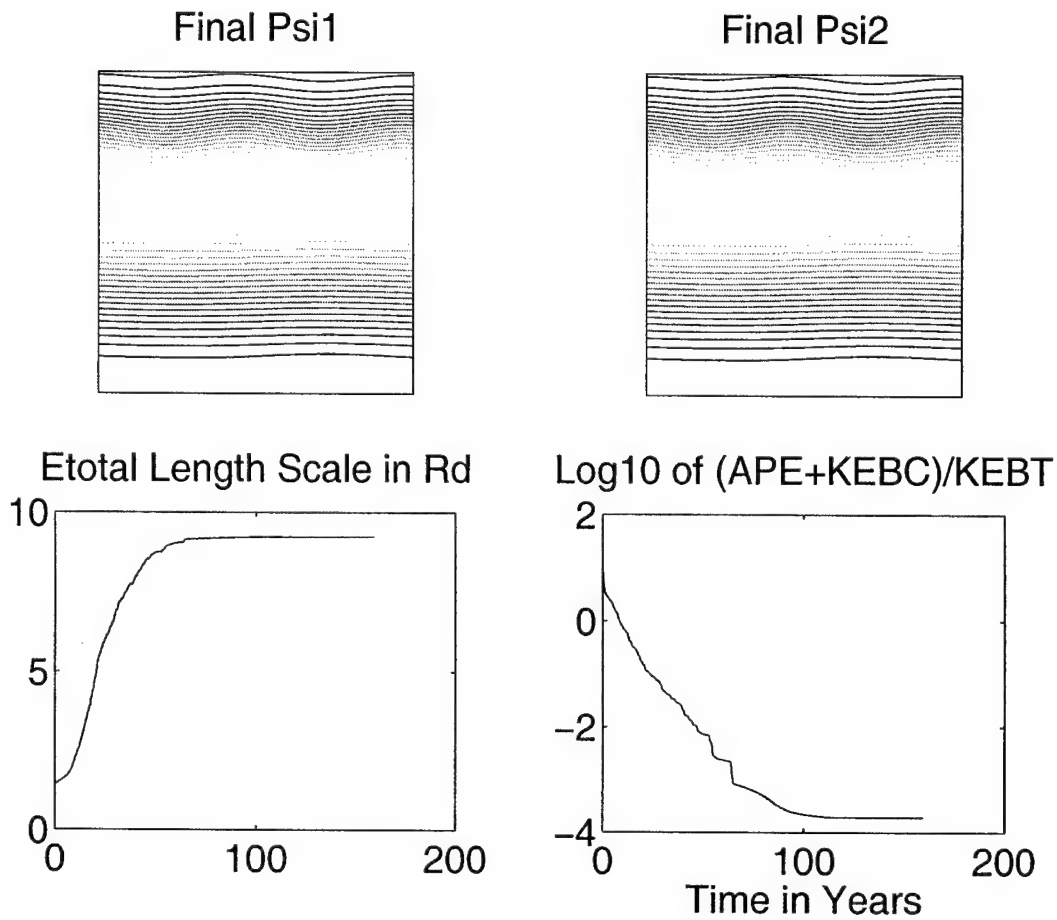 Final Psi1
Final Psi2
Etotal Length Scale in Rd
10
5
0
0
100
200
Log10 of (APE+KEBC)/KEBT
2
0
−2
−4
0
100
200
Time in Years